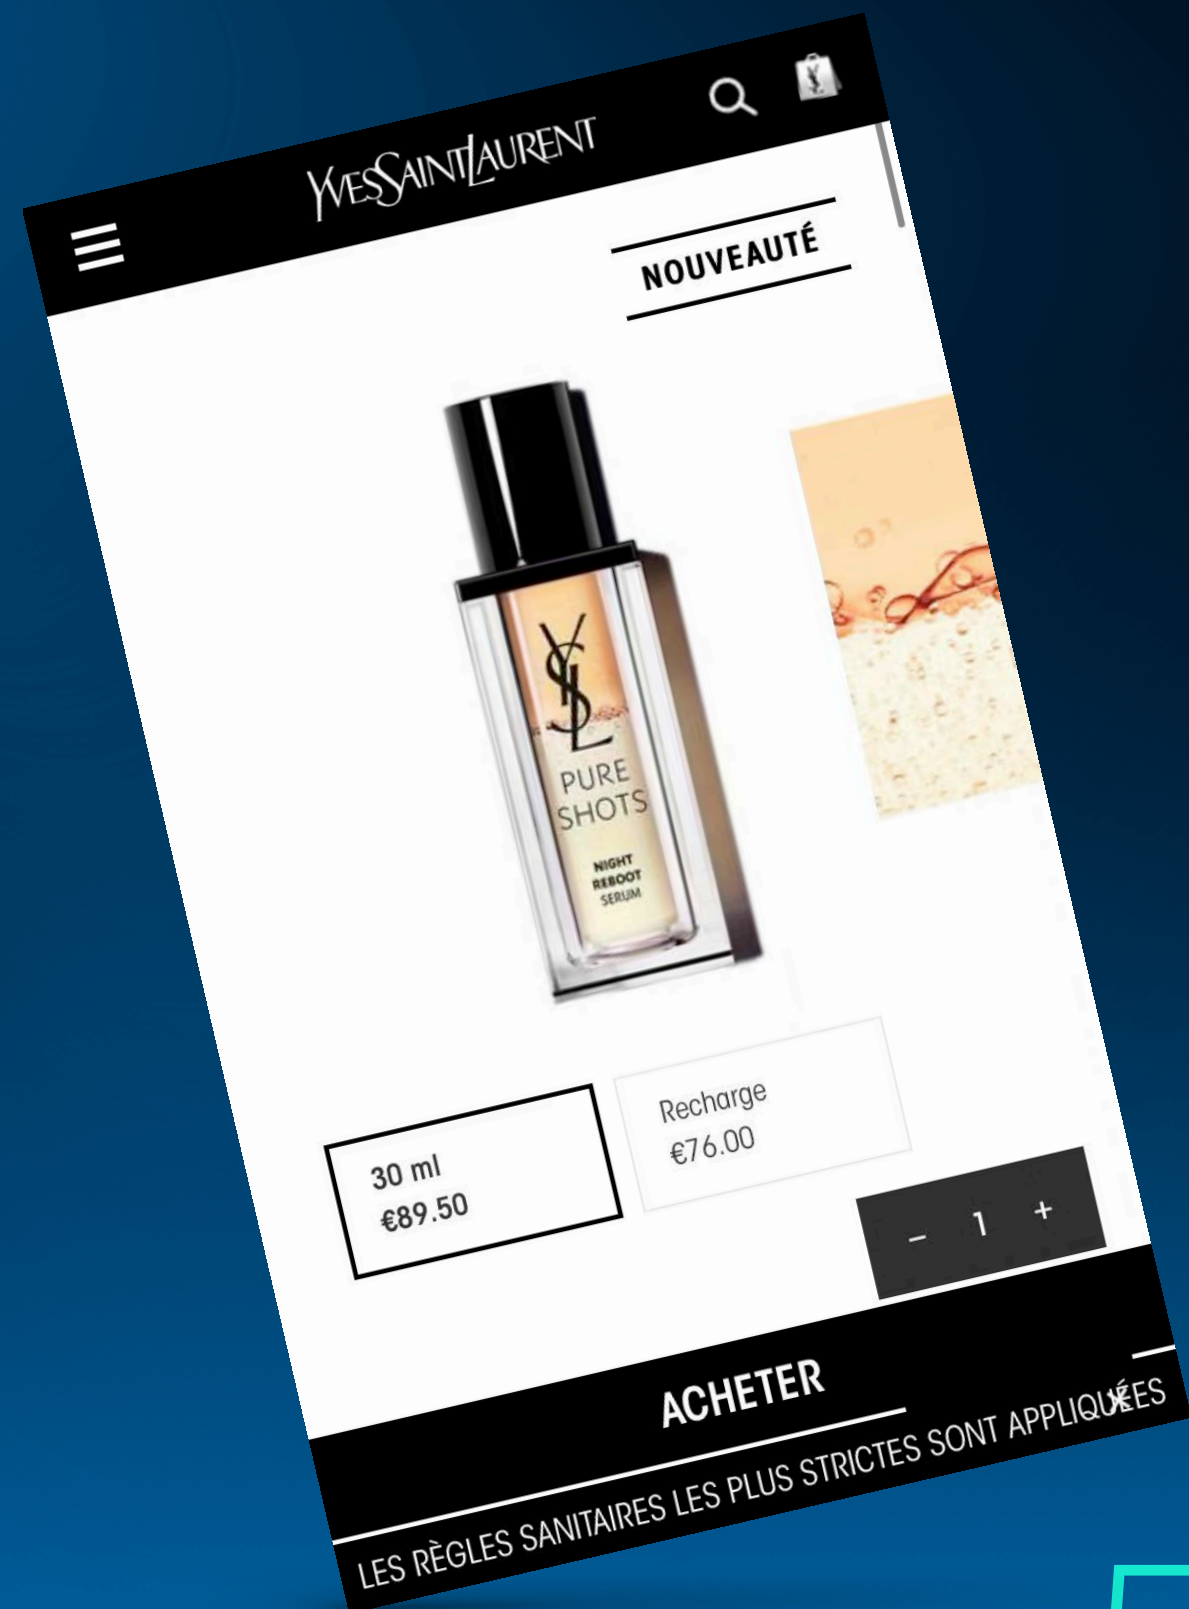 YVESSAINTLAURENT
NOUVEAUTÉ
YSL
PURE
SHOTS
NIGHT
REBOOT
SERUM
30 ml
€89.50
Recharge
€76.00
– 1 +
ACHETER
LES RÈGLES SANITAIRES LES PLUS STRICTES SONT APPLIQUÉES